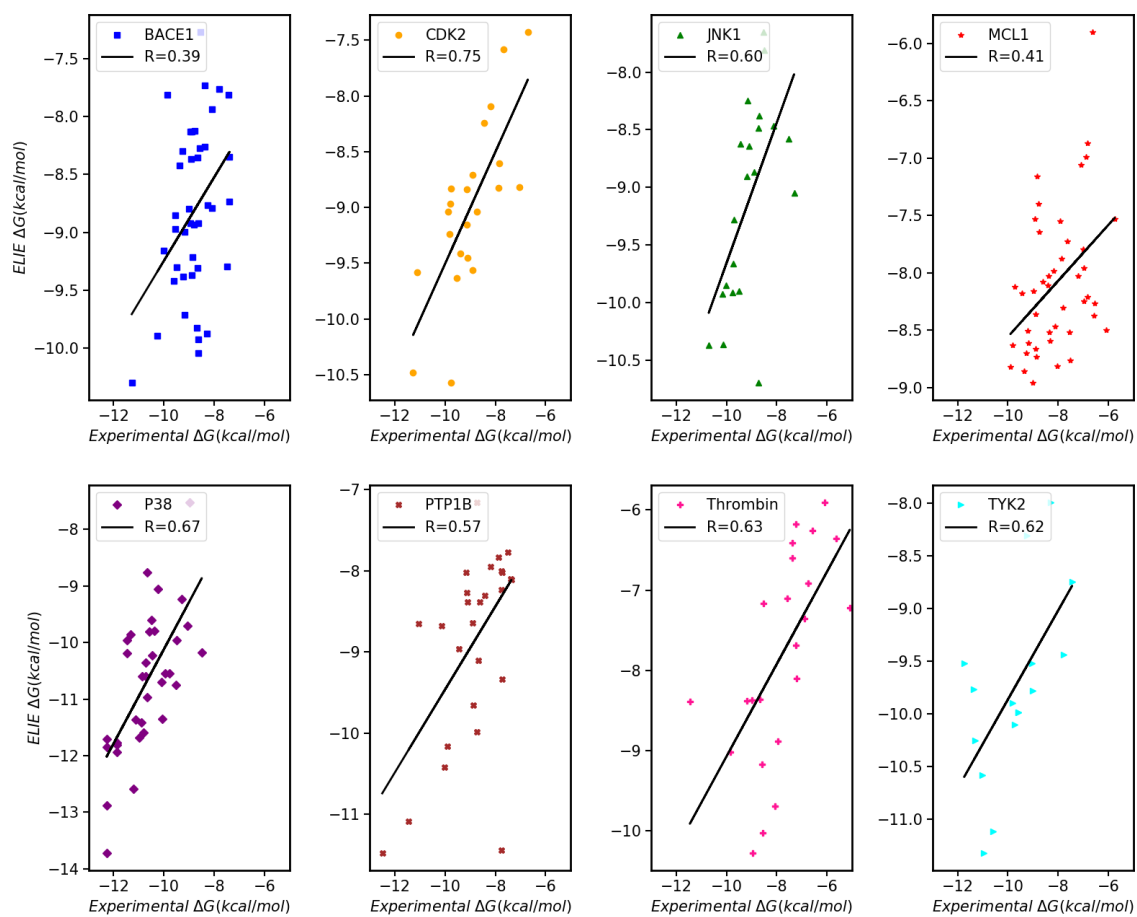 BACE1
R=0.39
−7.5
−8.0
−8.5
−9.0
−9.5
−10.0
ELIE ΔG(kcal/mol)
−12 −10 −8 −6
Experimental ΔG(kcal/mol)
CDK2
R=0.75
−7.5
−8.0
−8.5
−9.0
−9.5
−10.0
−10.5
−12 −10 −8 −6
Experimental ΔG(kcal/mol)
JNK1
R=0.60
−8.0
−8.5
−9.0
−9.5
−10.0
−10.5
−12 −10 −8 −6
Experimental ΔG(kcal/mol)
MCL1
R=0.41
−6.0
−6.5
−7.0
−7.5
−8.0
−8.5
−9.0
−12 −10 −8 −6
Experimental ΔG(kcal/mol)
P38
R=0.67
−8
−9
−10
−11
−12
−13
−14
ELIE ΔG(kcal/mol)
−12 −10 −8 −6
Experimental ΔG(kcal/mol)
PTP1B
R=0.57
−7
−8
−9
−10
−11
−12 −10 −8 −6
Experimental ΔG(kcal/mol)
Thrombin
R=0.63
−6
−7
−8
−9
−10
−12 −10 −8 −6
Experimental ΔG(kcal/mol)
TYK2
R=0.62
−8.0
−8.5
−9.0
−9.5
−10.0
−10.5
−11.0
−12 −10 −8 −6
Experimental ΔG(kcal/mol)